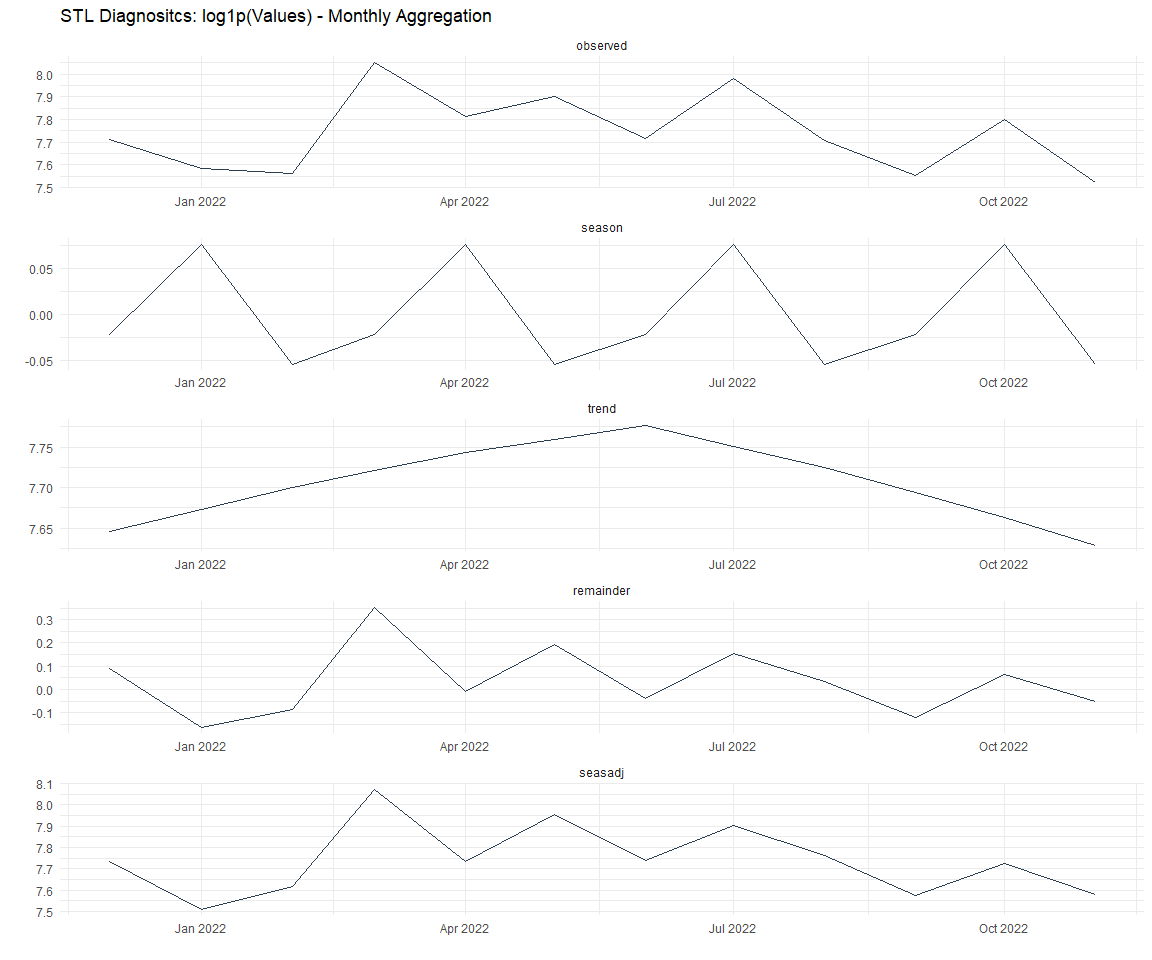 STL Diagnositcs: log1p(Values) - Monthly Aggregation
observed
8.0
7.9
7.8
7.7
7.6
7.5
Jan 2022 Apr 2022 Jul 2022 Oct 2022
season
0.05
0.00
-0.05
Jan 2022 Apr 2022 Jul 2022 Oct 2022
trend
7.75
7.70
7.65
Jan 2022 Apr 2022 Jul 2022 Oct 2022
remainder
0.3
0.2
0.1
0.0
-0.1
Jan 2022 Apr 2022 Jul 2022 Oct 2022
seasadj
8.1
8.0
7.9
7.8
7.7
7.6
7.5
Jan 2022 Apr 2022 Jul 2022 Oct 2022